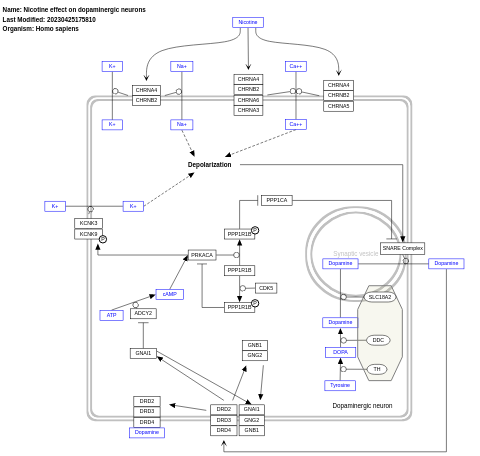 Name: Nicotine effect on dopaminergic neurons
Last Modified: 20230425175810
Organism: Homo sapiens
Nicotine
K+
Na+
Ca++
CHRNA4
CHRNB2
CHRNA4
CHRNB2
CHRNA6
CHRNA3
CHRNA4
CHRNB2
CHRNA5
K+
Na+
Ca++
Depolarization
K+
K+
KCNK3
KCNK9
P
PPP1CA
PPP1R1B
P
SNARE Complex
Synaptic vesicle
PRKACA
Dopamine
Dopamine
PPP1R1B
CDK5
cAMP
SLC18A2
PPP1R1B
P
ATP
ADCY2
Dopamine
DDC
GNAI1
GNB1
GNG2
DOPA
TH
Tyrosine
DRD2
DRD3
DRD4
Dopamine
DRD2
DRD3
DRD4
GNAI1
GNG2
GNB1
Dopaminergic neuron